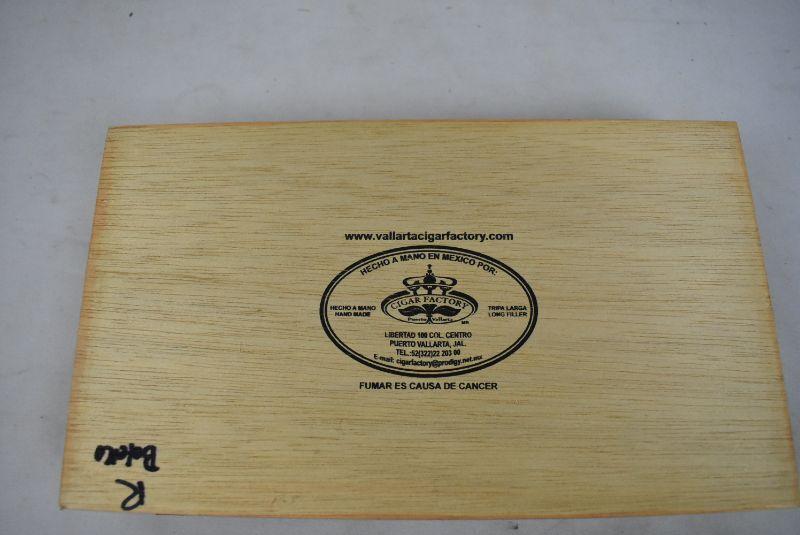 www.vallartacigarfactory.com
HECHO A MANO EN MEXICO POR:
CIGAR FACTORY
Puerto Vallarta
MR
HECHO A MANO
HAND MADE
TRIPA LARGA
LONG FILLER
LIBERTAD 100 COL. CENTRO
PUERTO VALLARTA, JAL.
TEL.:52(322)22 203 00
E-mail: cigarfactory@prodigy.net.mx
FUMAR ES CAUSA DE CANCER
R